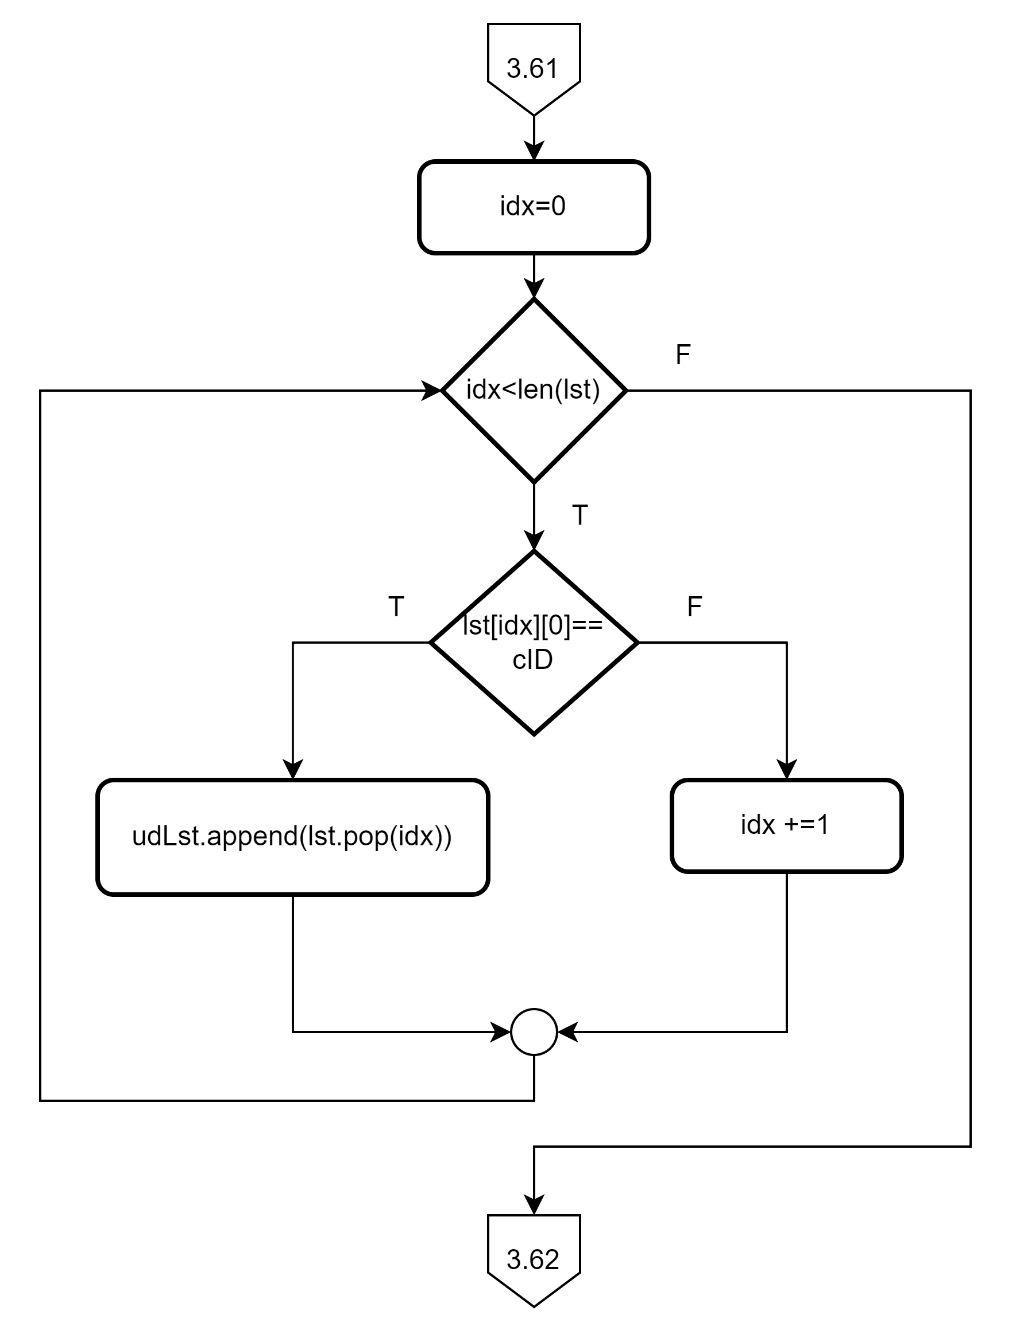 3.61
idx=0
F
idx<len(lst)
T
T
F
lst[idx][0]==
cID
udLst.append(lst.pop(idx))
idx +=1
3.62